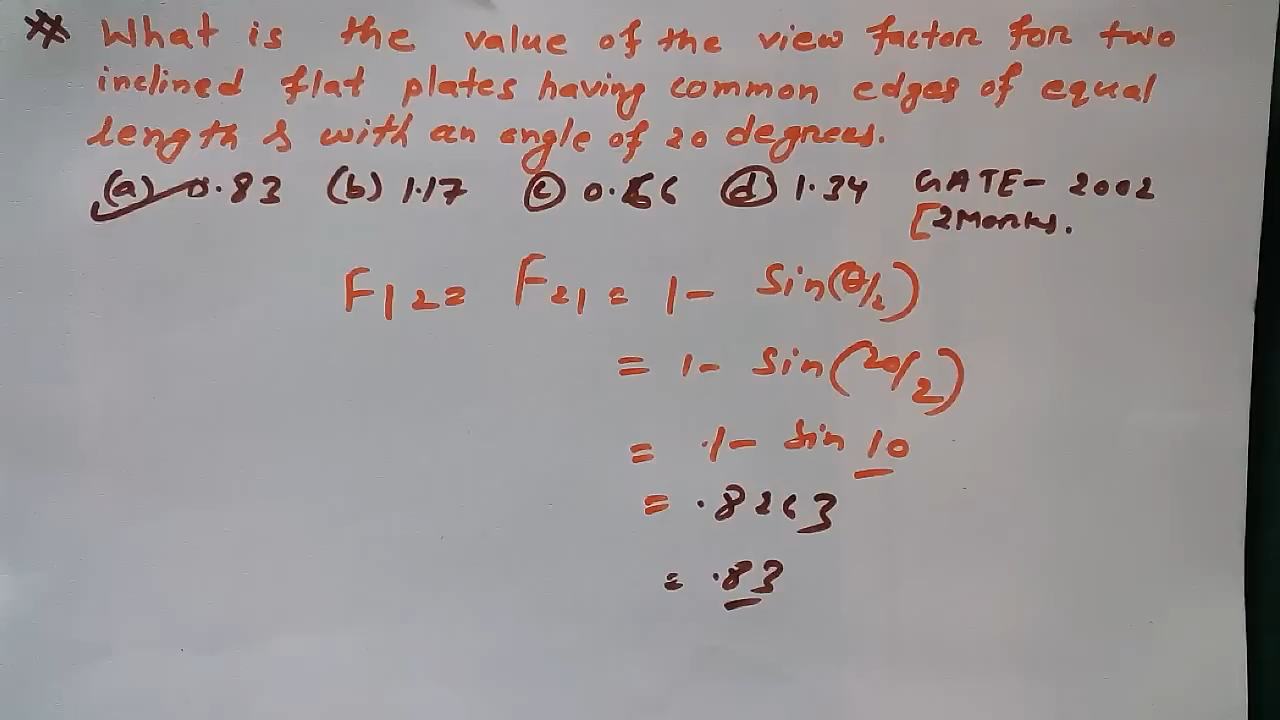 * What is the value of the view factor for two
inclined flat plates having common edges of equal
length & with an angle of 20 degrees.
(a) 0.83 (b) 1.17 (c) 0.66 (d) 1.34 GATE - 2002
[2 Marks.
F12 = F21 = 1 - Sin(θ/2)
= 1 - Sin(20/2)
= 1 - Sin 10
= .8263
= .83